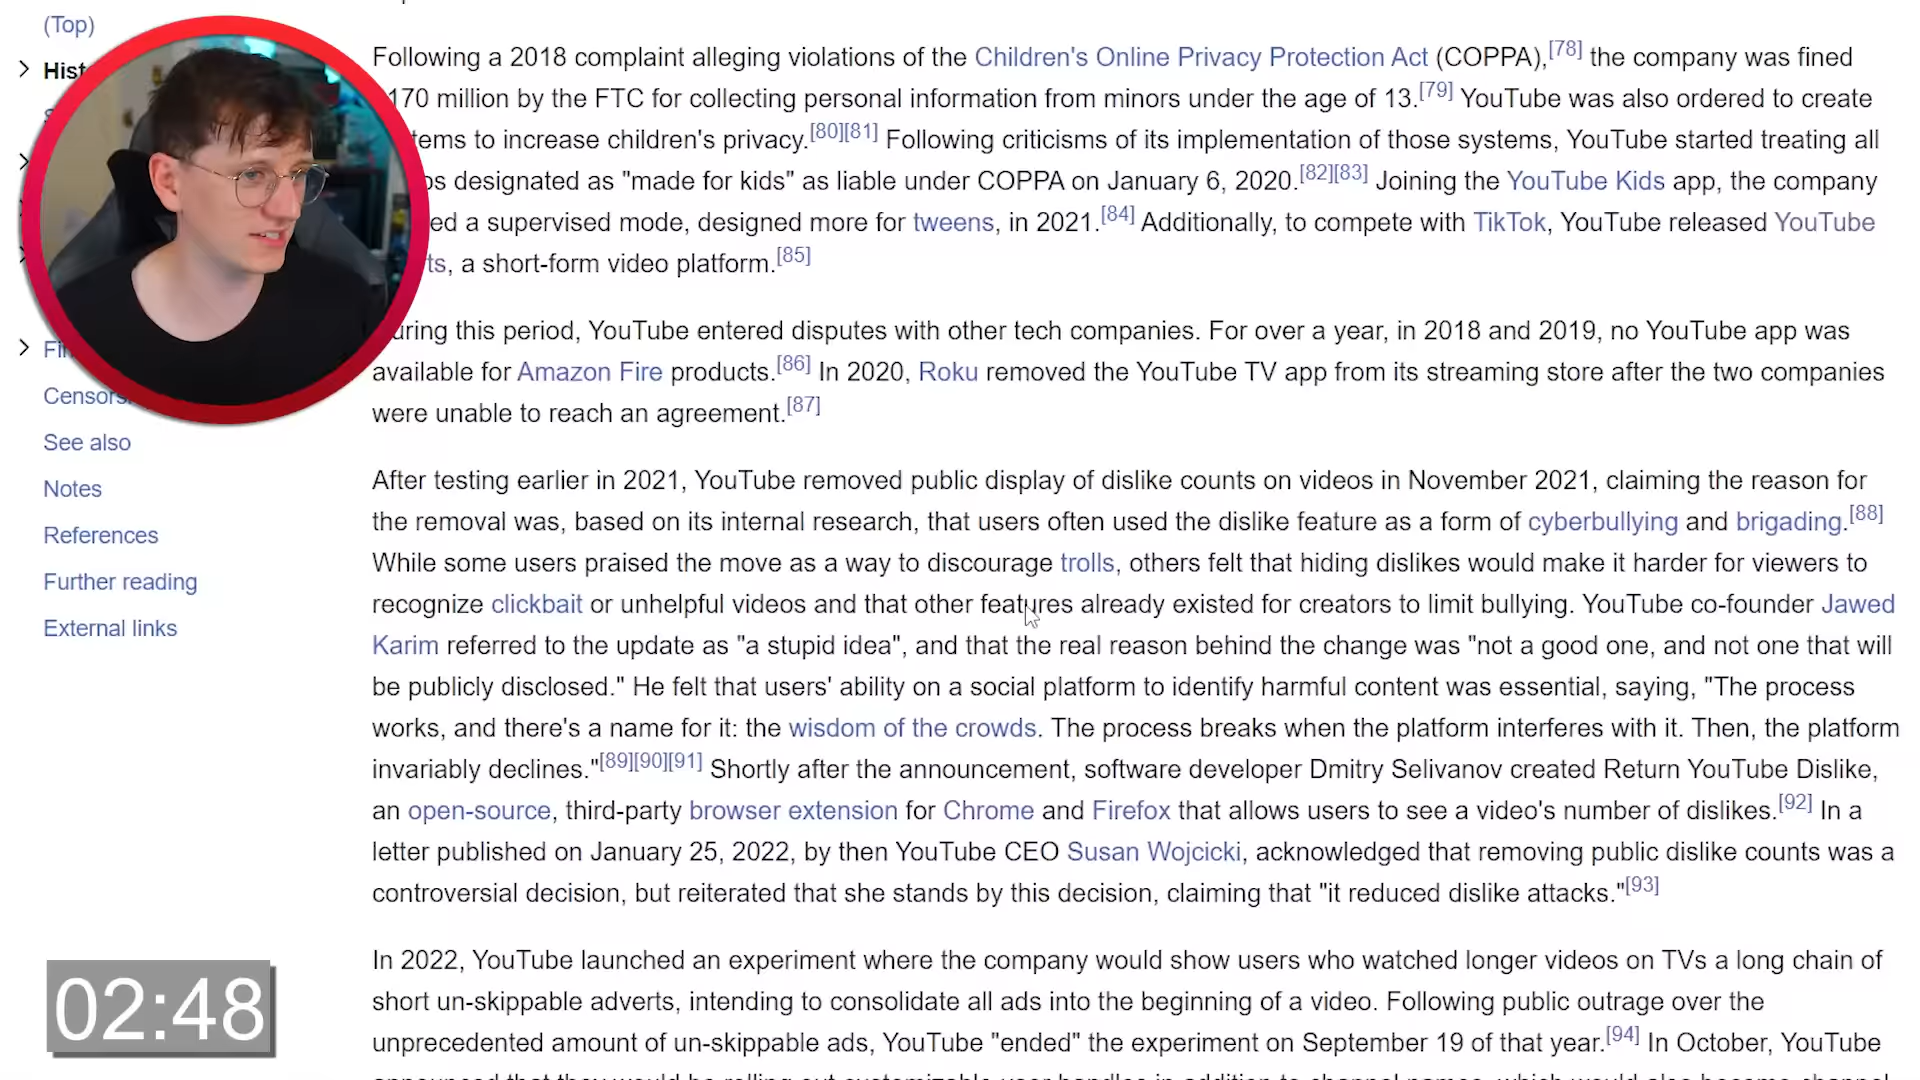 (Top)
Hist
Censors
See also
Notes
References
Further reading
External links
Following a 2018 complaint alleging violations of the Children's Online Privacy Protection Act (COPPA),[78] the company was fined
170 million by the FTC for collecting personal information from minors under the age of 13.[79] YouTube was also ordered to create
tems to increase children's privacy.[80][81] Following criticisms of its implementation of those systems, YouTube started treating all
os designated as "made for kids" as liable under COPPA on January 6, 2020.[82][83] Joining the YouTube Kids app, the company
ed a supervised mode, designed more for tweens, in 2021.[84] Additionally, to compete with TikTok, YouTube released YouTube
ts, a short-form video platform.[85]
uring this period, YouTube entered disputes with other tech companies. For over a year, in 2018 and 2019, no YouTube app was
available for Amazon Fire products.[86] In 2020, Roku removed the YouTube TV app from its streaming store after the two companies
were unable to reach an agreement.[87]
After testing earlier in 2021, YouTube removed public display of dislike counts on videos in November 2021, claiming the reason for
the removal was, based on its internal research, that users often used the dislike feature as a form of cyberbullying and brigading.[88]
While some users praised the move as a way to discourage trolls, others felt that hiding dislikes would make it harder for viewers to
recognize clickbait or unhelpful videos and that other features already existed for creators to limit bullying. YouTube co-founder Jawed
Karim referred to the update as "a stupid idea", and that the real reason behind the change was "not a good one, and not one that will
be publicly disclosed." He felt that users' ability on a social platform to identify harmful content was essential, saying, "The process
works, and there's a name for it: the wisdom of the crowds. The process breaks when the platform interferes with it. Then, the platform
invariably declines."[89][90][91] Shortly after the announcement, software developer Dmitry Selivanov created Return YouTube Dislike,
an open-source, third-party browser extension for Chrome and Firefox that allows users to see a video's number of dislikes.[92] In a
letter published on January 25, 2022, by then YouTube CEO Susan Wojcicki, acknowledged that removing public dislike counts was a
controversial decision, but reiterated that she stands by this decision, claiming that "it reduced dislike attacks."[93]
In 2022, YouTube launched an experiment where the company would show users who watched longer videos on TVs a long chain of
short un-skippable adverts, intending to consolidate all ads into the beginning of a video. Following public outrage over the
unprecedented amount of un-skippable ads, YouTube "ended" the experiment on September 19 of that year.[94] In October, YouTube
02:48